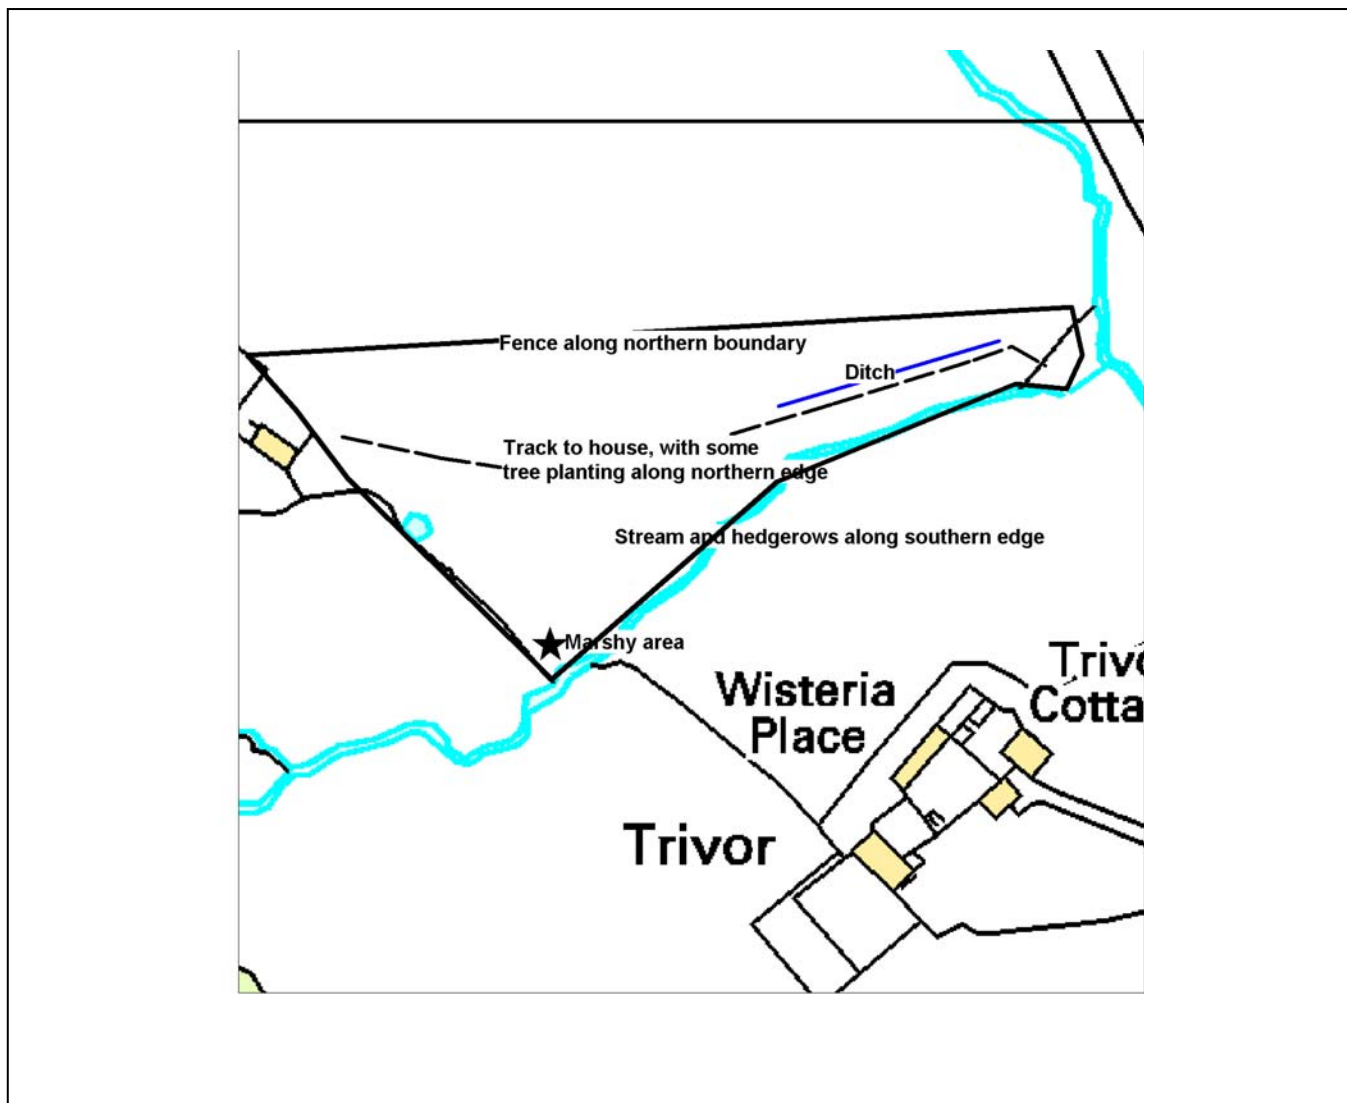 Fence along northern boundary
Ditch
Track to house, with some
tree planting along northern edge
Stream and hedgerows along southern edge
Marshy area
Wisteria
Place
Trivor